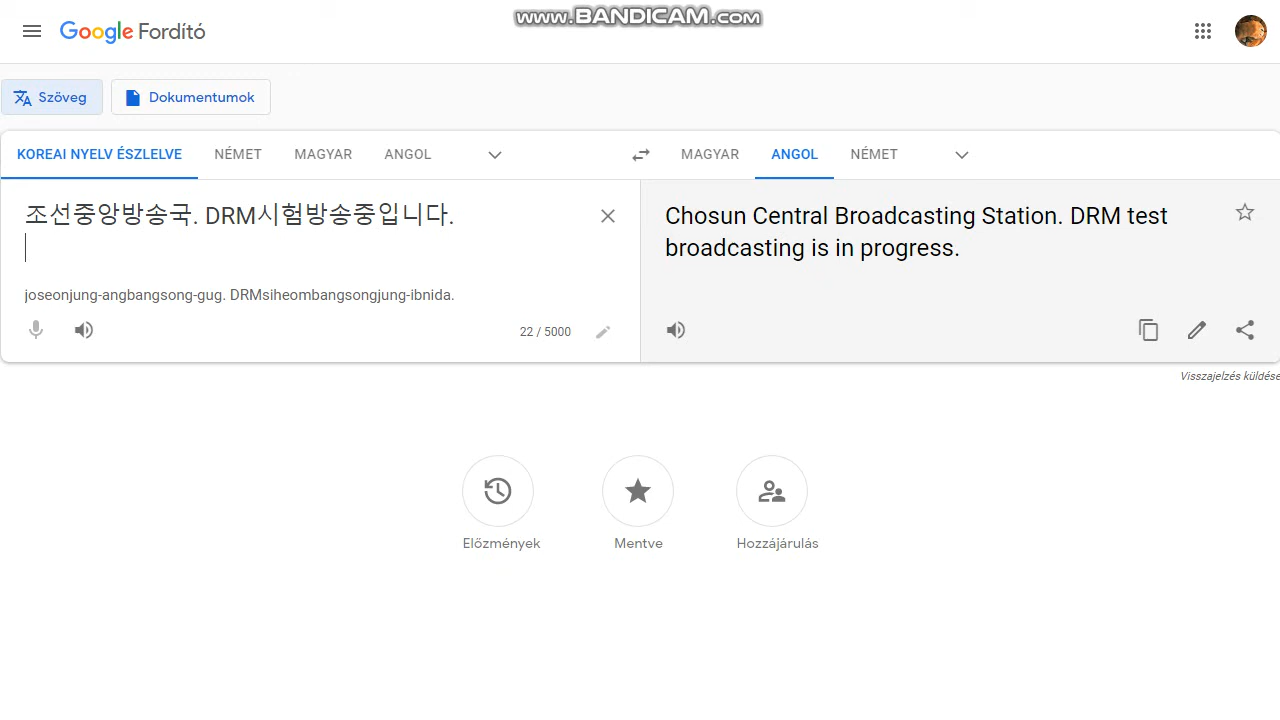 www.BANDICAM.com
Google Fordító
Szöveg
Dokumentumok
KOREAI NYELV ÉSZLELVE
NÉMET
MAGYAR
ANGOL
MAGYAR
ANGOL
NÉMET
조선중앙방송국. DRM시험방송중입니다.
joseonjung-angbangsong-gug. DRMsiheombangsongjung-ibnida.
22 / 5000
Chosun Central Broadcasting Station. DRM test
broadcasting is in progress.
Visszajelzés küldése
Előzmények
Mentve
Hozzájárulás